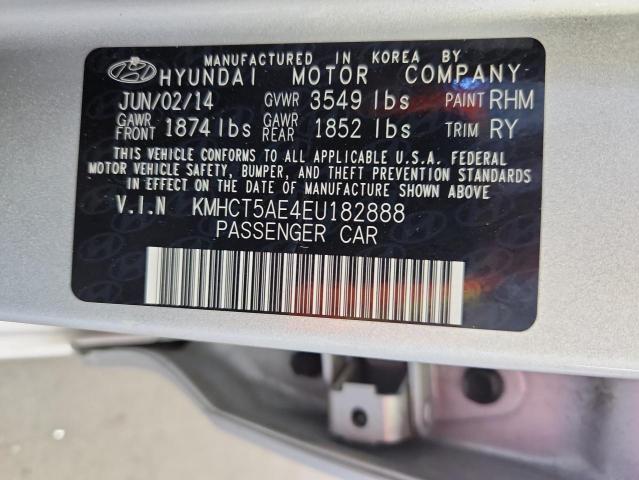 MANUFACTURED IN KOREA BY
HYUNDAI MOTOR COMPANY
JUN/02/14 GVWR 3549 lbs PAINT RHM
GAWR FRONT 1874 lbs GAWR REAR 1852 lbs TRIM RY
THIS VEHICLE CONFORMS TO ALL APPLICABLE U.S.A. FEDERAL
MOTOR VEHICLE SAFETY, BUMPER, AND THEFT PREVENTION STANDARDS
IN EFFECT ON THE DATE OF MANUFACTURE SHOWN ABOVE
V.I.N KMHCT5AE4EU182888
PASSENGER CAR